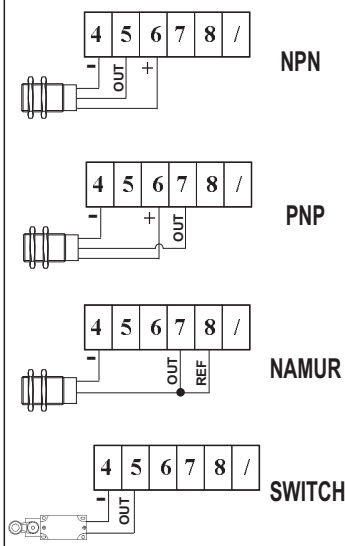 4 5 6 7 8 /
- OUT +
NPN
4 5 6 7 8 /
- + OUT
PNP
4 5 6 7 8 /
- OUT REF
NAMUR
4 5 6 7 8 /
- OUT
SWITCH